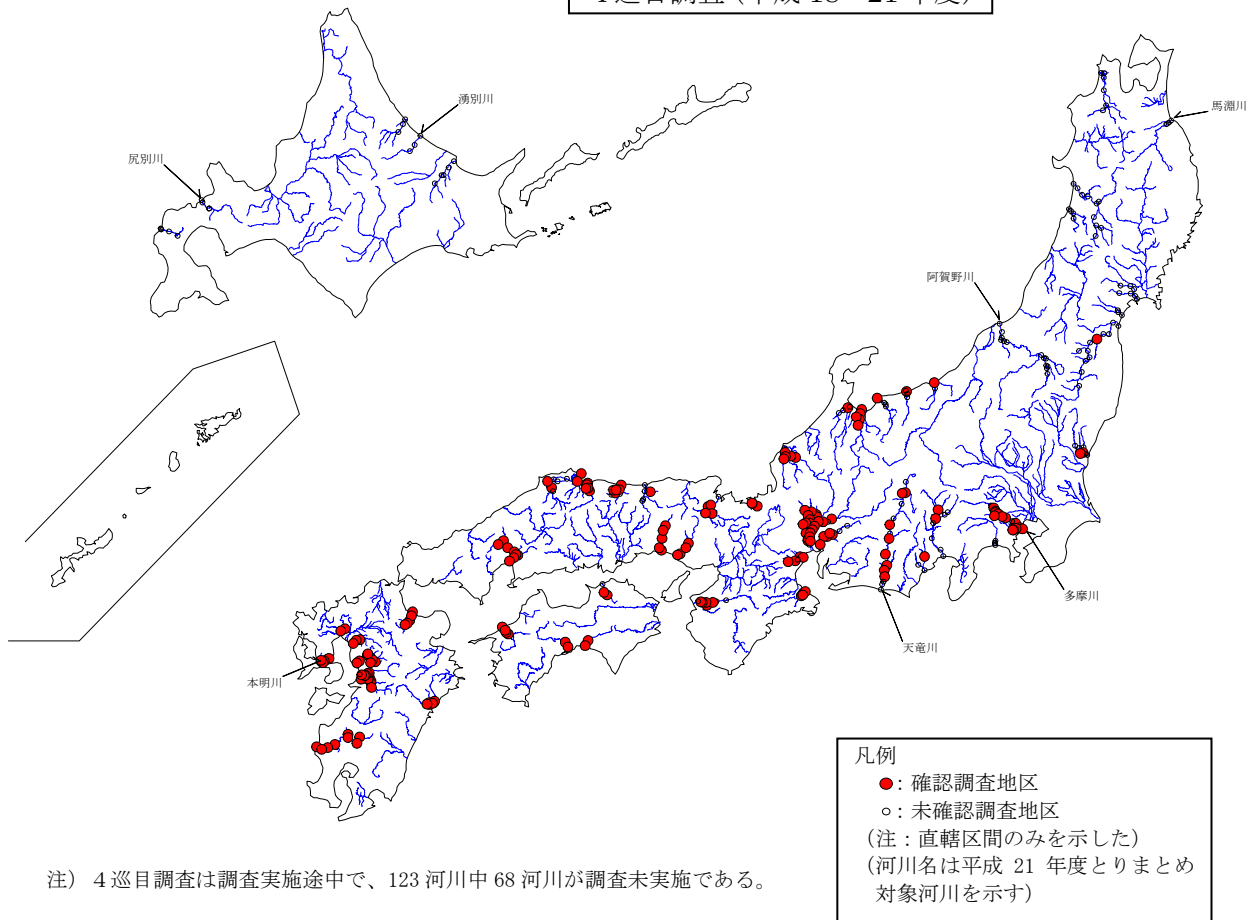 湧別川
馬淵川
尻別川
阿賀野川
多摩川
天竜川
本明川
凡例
●：確認調査地区
○：未確認調査地区
（注：直轄区間のみを示した）
（河川名は平成 21 年度とりまとめ
対象河川を示す）
注） 4巡目調査は調査実施途中で、123 河川中 68 河川が調査未実施である。